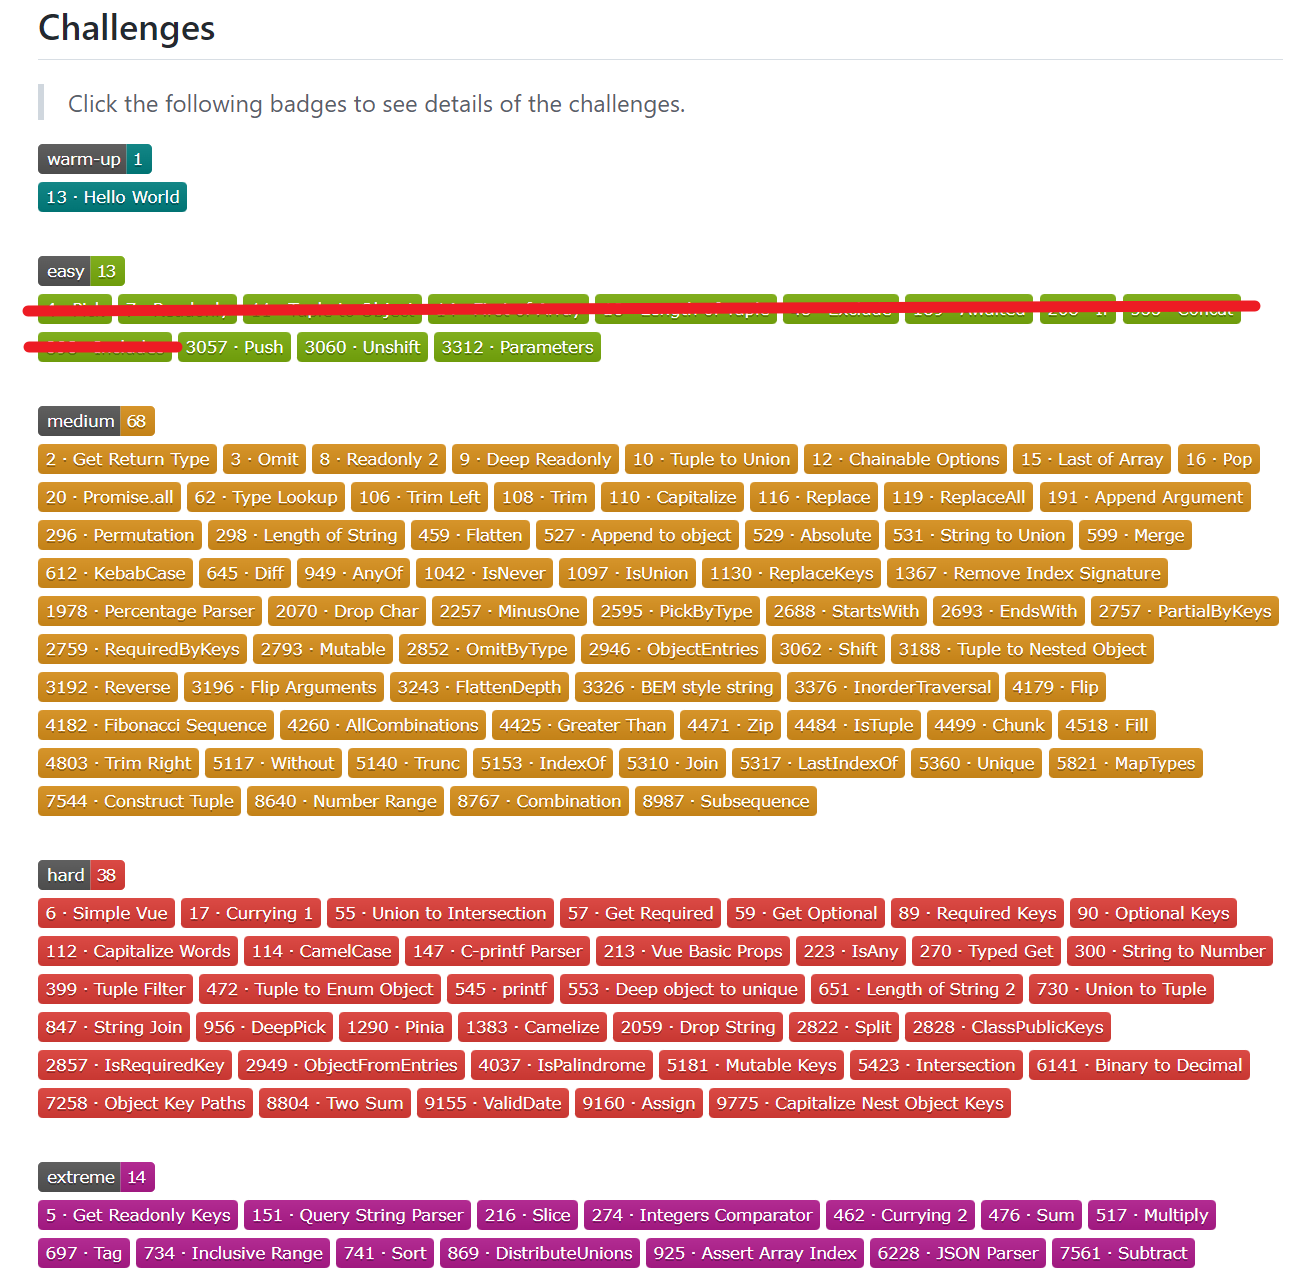 Challenges
Click the following badges to see details of the challenges.
warm-up 1
13 · Hello World
easy 13
3057 · Push 3060 · Unshift 3312 · Parameters
medium 68
2 · Get Return Type 3 · Omit 8 · Readonly 2 9 · Deep Readonly 10 · Tuple to Union 12 · Chainable Options 15 · Last of Array 16 · Pop
20 · Promise.all 62 · Type Lookup 106 · Trim Left 108 · Trim 110 · Capitalize 116 · Replace 119 · ReplaceAll 191 · Append Argument
296 · Permutation 298 · Length of String 459 · Flatten 527 · Append to object 529 · Absolute 531 · String to Union 599 · Merge
612 · KebabCase 645 · Diff 949 · AnyOf 1042 · IsNever 1097 · IsUnion 1130 · ReplaceKeys 1367 · Remove Index Signature
1978 · Percentage Parser 2070 · Drop Char 2257 · MinusOne 2595 · PickByType 2688 · StartsWith 2693 · EndsWith 2757 · PartialByKeys
2759 · RequiredByKeys 2793 · Mutable 2852 · OmitByType 2946 · ObjectEntries 3062 · Shift 3188 · Tuple to Nested Object
3192 · Reverse 3196 · Flip Arguments 3243 · FlattenDepth 3326 · BEM style string 3376 · InorderTraversal 4179 · Flip
4182 · Fibonacci Sequence 4260 · AllCombinations 4425 · Greater Than 4471 · Zip 4484 · IsTuple 4499 · Chunk 4518 · Fill
4803 · Trim Right 5117 · Without 5140 · Trunc 5153 · IndexOf 5310 · Join 5317 · LastIndexOf 5360 · Unique 5821 · MapTypes
7544 · Construct Tuple 8640 · Number Range 8767 · Combination 8987 · Subsequence
hard 38
6 · Simple Vue 17 · Currying 1 55 · Union to Intersection 57 · Get Required 59 · Get Optional 89 · Required Keys 90 · Optional Keys
112 · Capitalize Words 114 · CamelCase 147 · C-printf Parser 213 · Vue Basic Props 223 · IsAny 270 · Typed Get 300 · String to Number
399 · Tuple Filter 472 · Tuple to Enum Object 545 · printf 553 · Deep object to unique 651 · Length of String 2 730 · Union to Tuple
847 · String Join 956 · DeepPick 1290 · Pinia 1383 · Camelize 2059 · Drop String 2822 · Split 2828 · ClassPublicKeys
2857 · IsRequiredKey 2949 · ObjectFromEntries 4037 · IsPalindrome 5181 · Mutable Keys 5423 · Intersection 6141 · Binary to Decimal
7258 · Object Key Paths 8804 · Two Sum 9155 · ValidDate 9160 · Assign 9775 · Capitalize Nest Object Keys
extreme 14
5 · Get Readonly Keys 151 · Query String Parser 216 · Slice 274 · Integers Comparator 462 · Currying 2 476 · Sum 517 · Multiply
697 · Tag 734 · Inclusive Range 741 · Sort 869 · DistributeUnions 925 · Assert Array Index 6228 · JSON Parser 7561 · Subtract